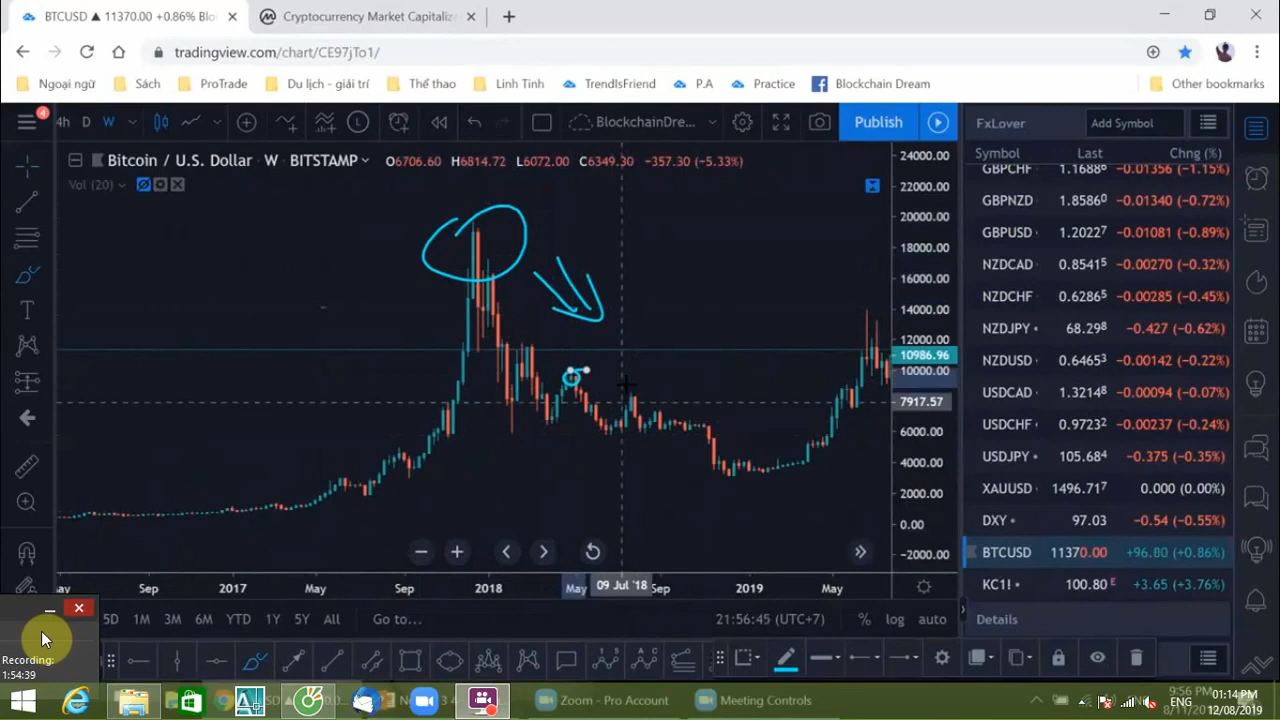 BTCUSD ▲ 11370.00 +0.86% Blo
Cryptocurrency Market Capitaliz
tradingview.com/chart/CE97jTo1/
Ngoại ngữ Sách ProTrade Du lịch - giải trí Thể thao Linh Tinh TrendIsFriend P.A Practice Blockchain Dream Other bookmarks
4 4h D W BlockchainDre... Publish
FxLover Add Symbol
Bitcoin / U.S. Dollar W BITSTAMP O6706.60 H6814.72 L6072.00 C6349.30 −357.30 (−5.33%)
Vol (20)
24000.00
22000.00
20000.00
18000.00
16000.00
14000.00
12000.00
10986.96
10000.00
7917.57
6000.00
4000.00
2000.00
0.00
−2000.00
Symbol Last Chng (%)
GBPCHF 1.1688⁶ −0.01356 (−1.15%)
GBPNZD 1.8586⁰ −0.01340 (−0.72%)
GBPUSD 1.2022⁷ −0.01081 (−0.89%)
NZDCAD 0.8541⁵ −0.00270 (−0.32%)
NZDCHF 0.6286⁵ −0.00285 (−0.45%)
NZDJPY 68.29⁸ −0.427 (−0.62%)
NZDUSD 0.6465³ −0.00142 (−0.22%)
USDCAD 1.3214⁸ −0.00094 (−0.07%)
USDCHF 0.9723² −0.00237 (−0.24%)
USDJPY 105.68⁴ −0.375 (−0.35%)
XAUUSD 1496.71⁷ 0.000 (0.00%)
DXY 97.03 −0.54 (−0.55%)
BTCUSD 11370.00 +96.80 (+0.86%)
KC1! 100.80 E +3.65 (+3.76%)
Details
ay Sep 2017 May Sep 2018 May 09 Jul '18 Sep 2019 May
5D 1M 3M 6M YTD 1Y 5Y All Go to... 21:56:45 (UTC+7) % log auto
Recording:
1:54:39
Zoom - Pro Account
Meeting Controls
ENG
9:56 PM
01:14 PM
12/08/2019